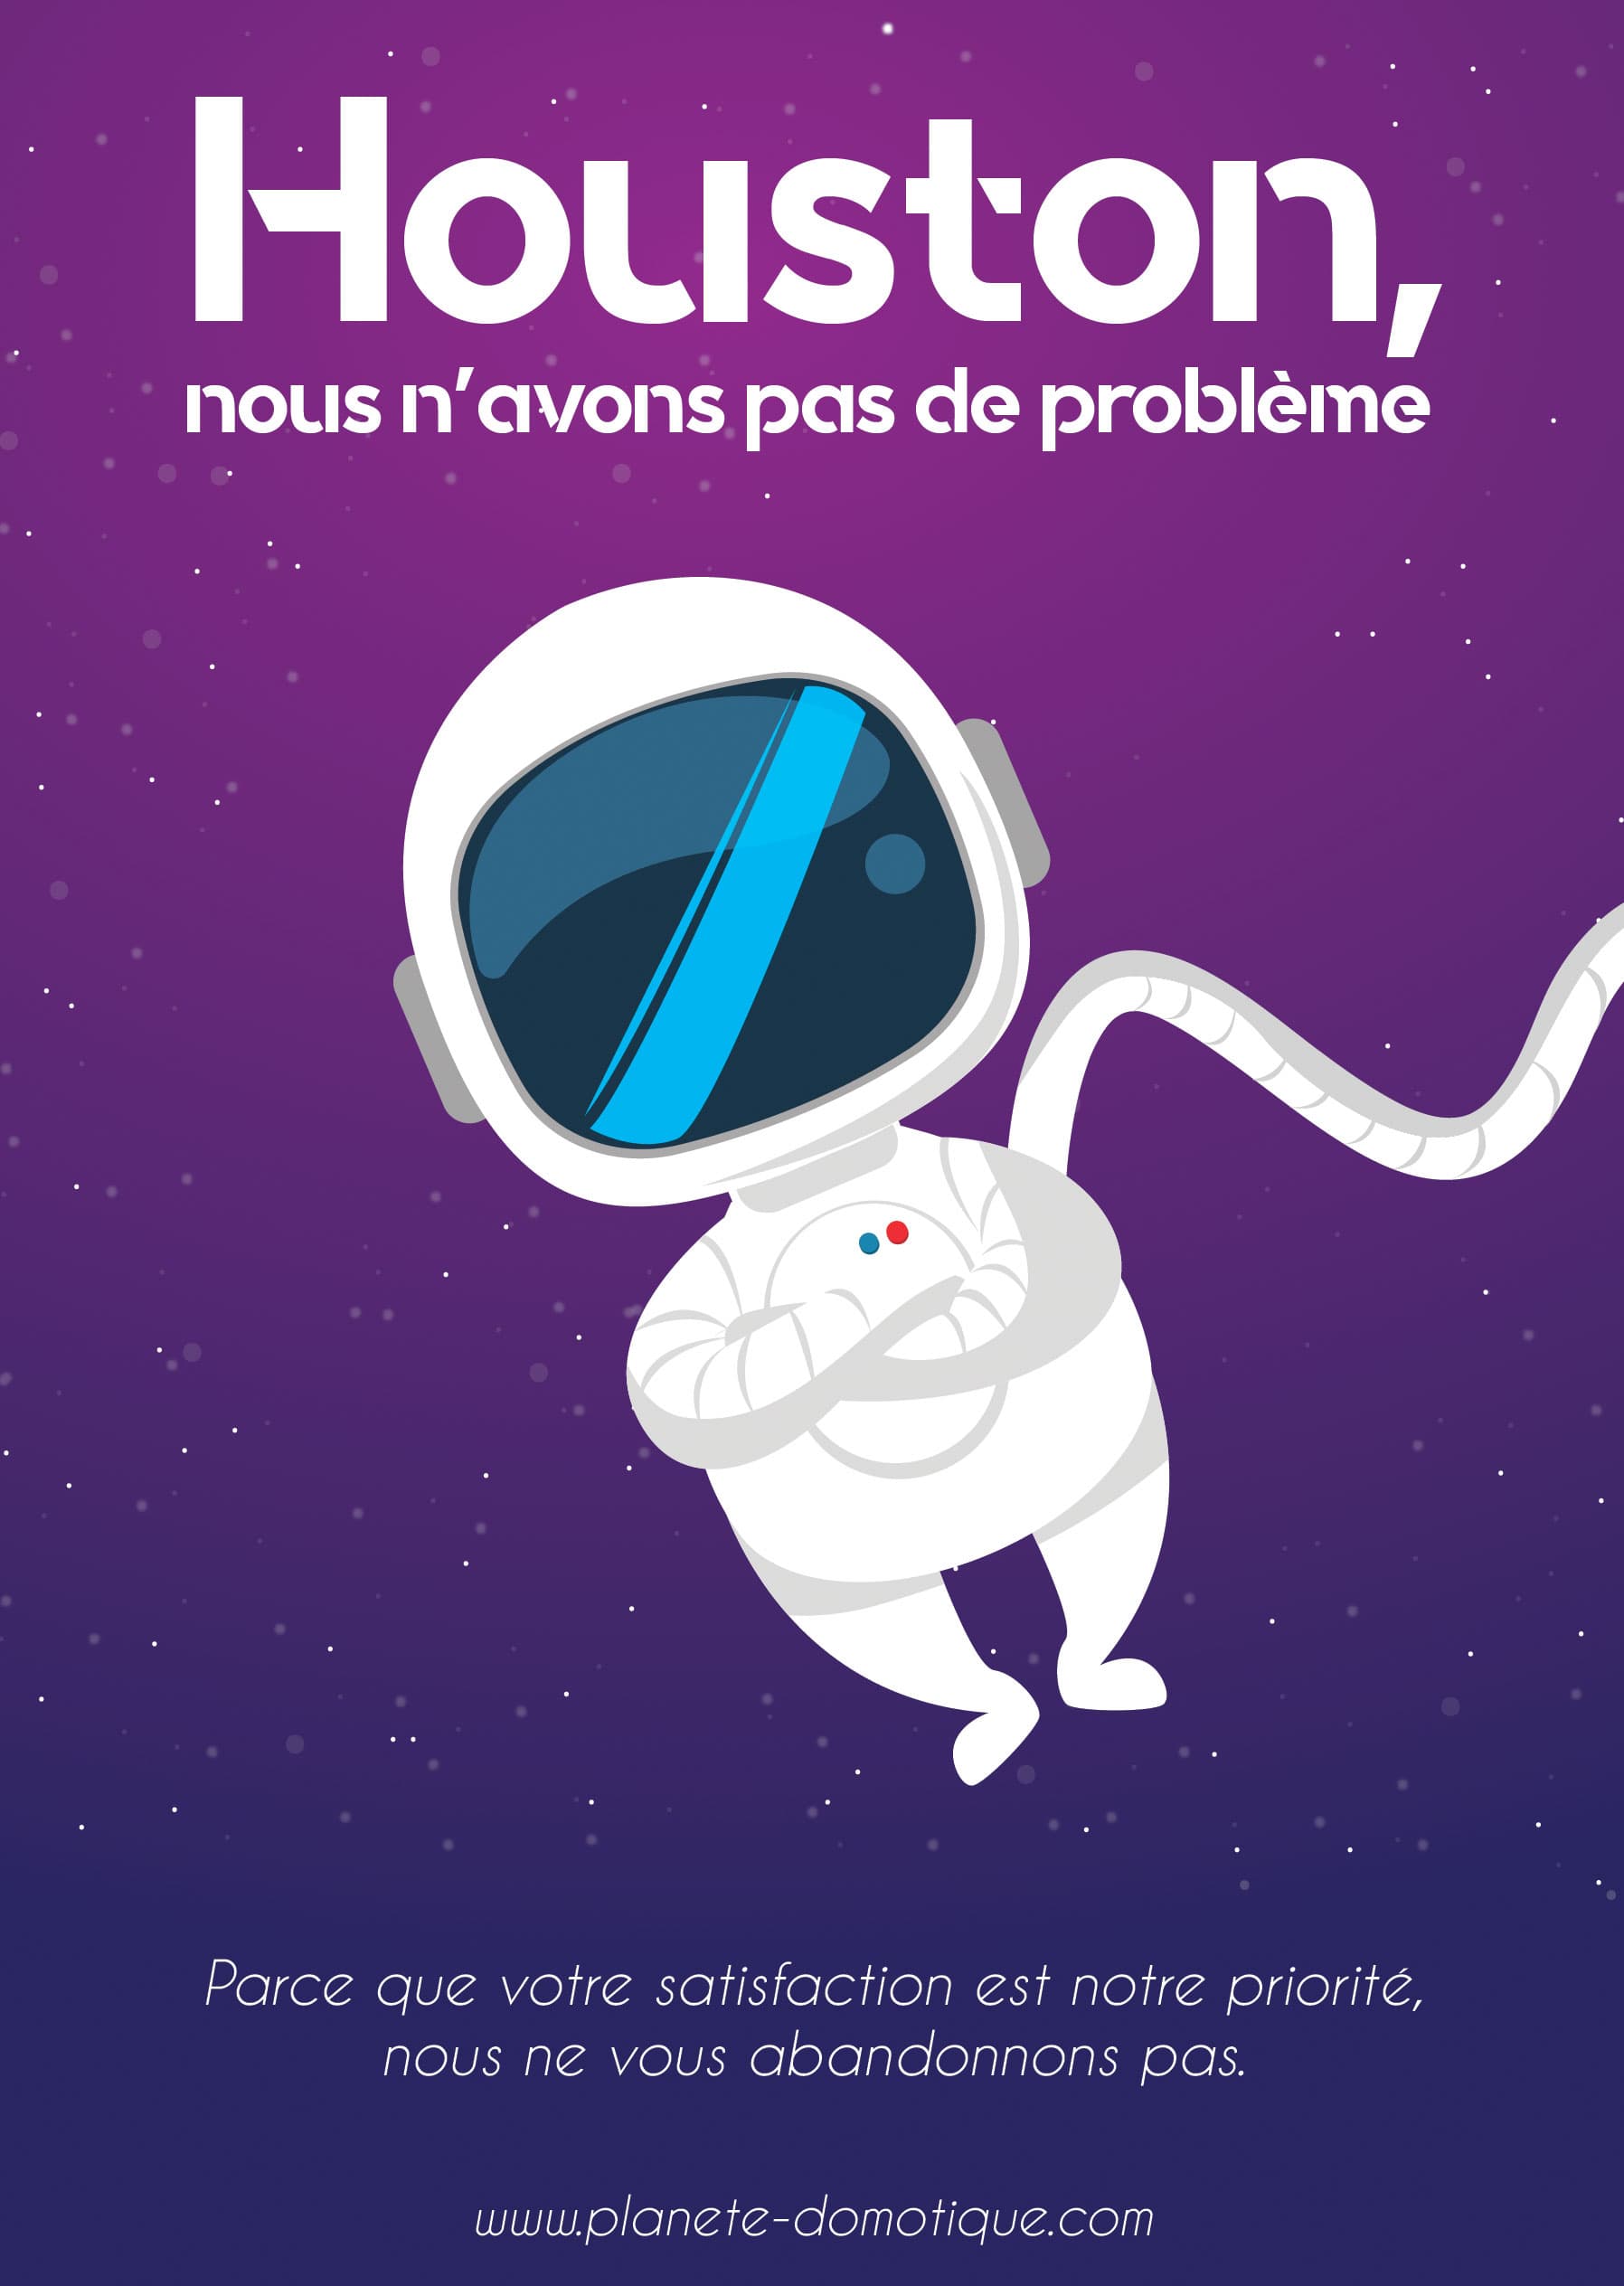 Houston,
nous n'avons pas de problème
Parce que votre satisfaction est notre priorité,
nous ne vous abandonnons pas.
www.planete-domotique.com